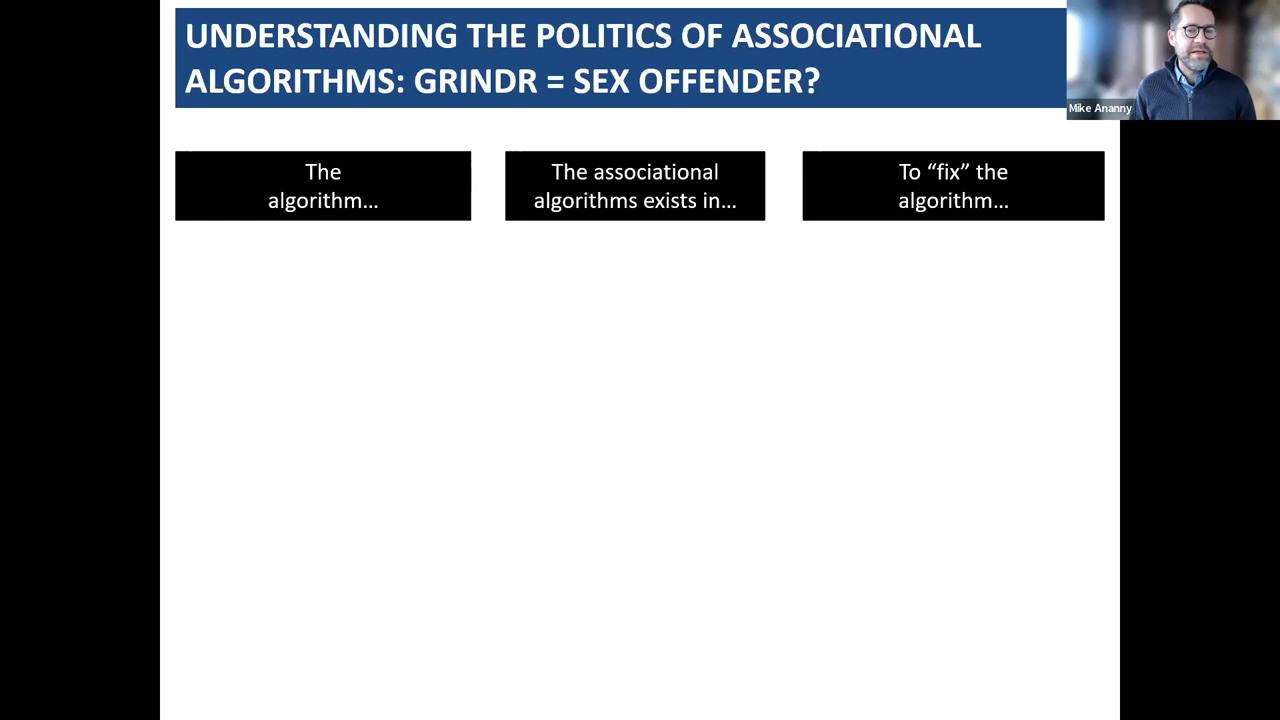 UNDERSTANDING THE POLITICS OF ASSOCIATIONAL
ALGORITHMS: GRINDR = SEX OFFENDER?
Mike Ananny
The
algorithm…
The associational
algorithms exists in…
To “fix” the
algorithm…